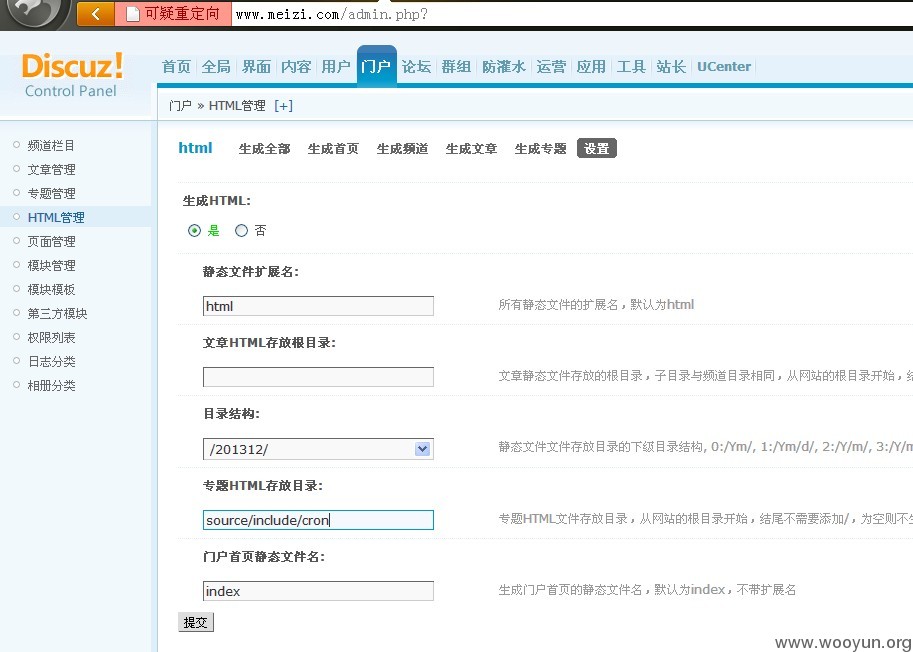 可疑重定向 www.meizi.com/admin.php?
Discuz!
Control Panel
首页 全局 界面 内容 用户 门户 论坛 群组 防灌水 运营 应用 工具 站长 UCenter
门户 » HTML管理 [+]
频道栏目
文章管理
专题管理
HTML管理
页面管理
模块管理
模块模板
第三方模块
权限列表
日志分类
相册分类
html 生成全部 生成首页 生成频道 生成文章 生成专题 设置
生成HTML:
是 否
静态文件扩展名:
html 所有静态文件的扩展名，默认为html
文章HTML存放根目录:
文章静态文件存放的根目录，子目录与频道目录相同，从网站的根目录开始，
目录结构:
/201312/ 静态文件文件存放目录的下级目录结构, 0:/Ym/, 1:/Ym/d/, 2:/Y/m/, 3:/Y/m
专题HTML存放目录:
source/include/cron 专题HTML文件存放目录，从网站的根目录开始，结尾不需要添加/，为空则不
门户首页静态文件名:
index 生成门户首页的静态文件名，默认为index，不带扩展名
提交
www.wooyun.org